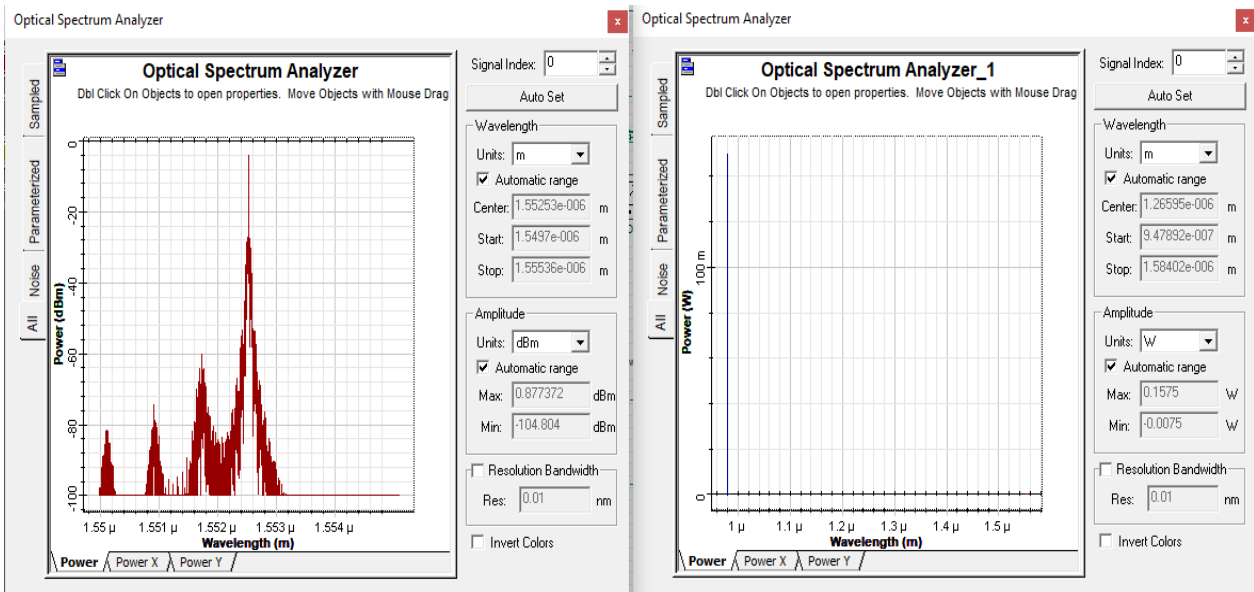 Optical Spectrum Analyzer
x
Sampled
Parameterized
Noise
All
Optical Spectrum Analyzer
Dbl Click On Objects to open properties. Move Objects with Mouse Drag
Power (dBm)
0
-20
-40
-60
-80
-100
1.55 µ 1.551 µ 1.552 µ 1.553 µ 1.554 µ
Wavelength (m)
Power Power X Power Y
Signal Index: 0
Auto Set
Wavelength
Units: m
Automatic range
Center: 1.55253e-006 m
Start: 1.5497e-006 m
Stop: 1.55536e-006 m
Amplitude
Units: dBm
Automatic range
Max: 0.877372 dBm
Min: -104.804 dBm
Resolution Bandwidth
Res: 0.01 nm
Invert Colors
Optical Spectrum Analyzer
x
Sampled
Parameterized
Noise
All
Optical Spectrum Analyzer_1
Dbl Click On Objects to open properties. Move Objects with Mouse Drag
Power (W)
100 m
0
1 µ 1.1 µ 1.2 µ 1.3 µ 1.4 µ 1.5 µ
Wavelength (m)
Power Power X Power Y
Signal Index: 0
Auto Set
Wavelength
Units: m
Automatic range
Center: 1.26595e-006 m
Start: 9.47892e-007 m
Stop: 1.58402e-006 m
Amplitude
Units: W
Automatic range
Max: 0.1575 W
Min: -0.0075 W
Resolution Bandwidth
Res: 0.01 nm
Invert Colors